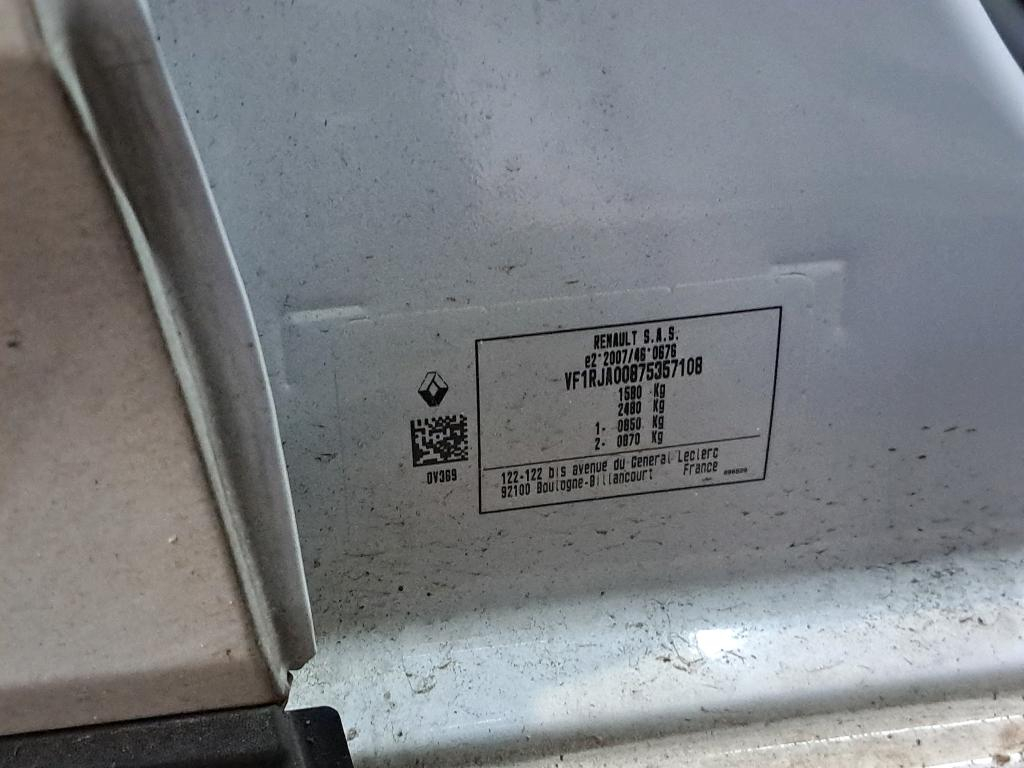 RENAULT S.A.S.
e2*2007/46*0676
VF1RJA00875357108
1580 Kg
2480 Kg
1- 0850 Kg
2- 0870 Kg
0V369
122-122 bis avenue du General Leclerc
92100 Boulogne-Billancourt France